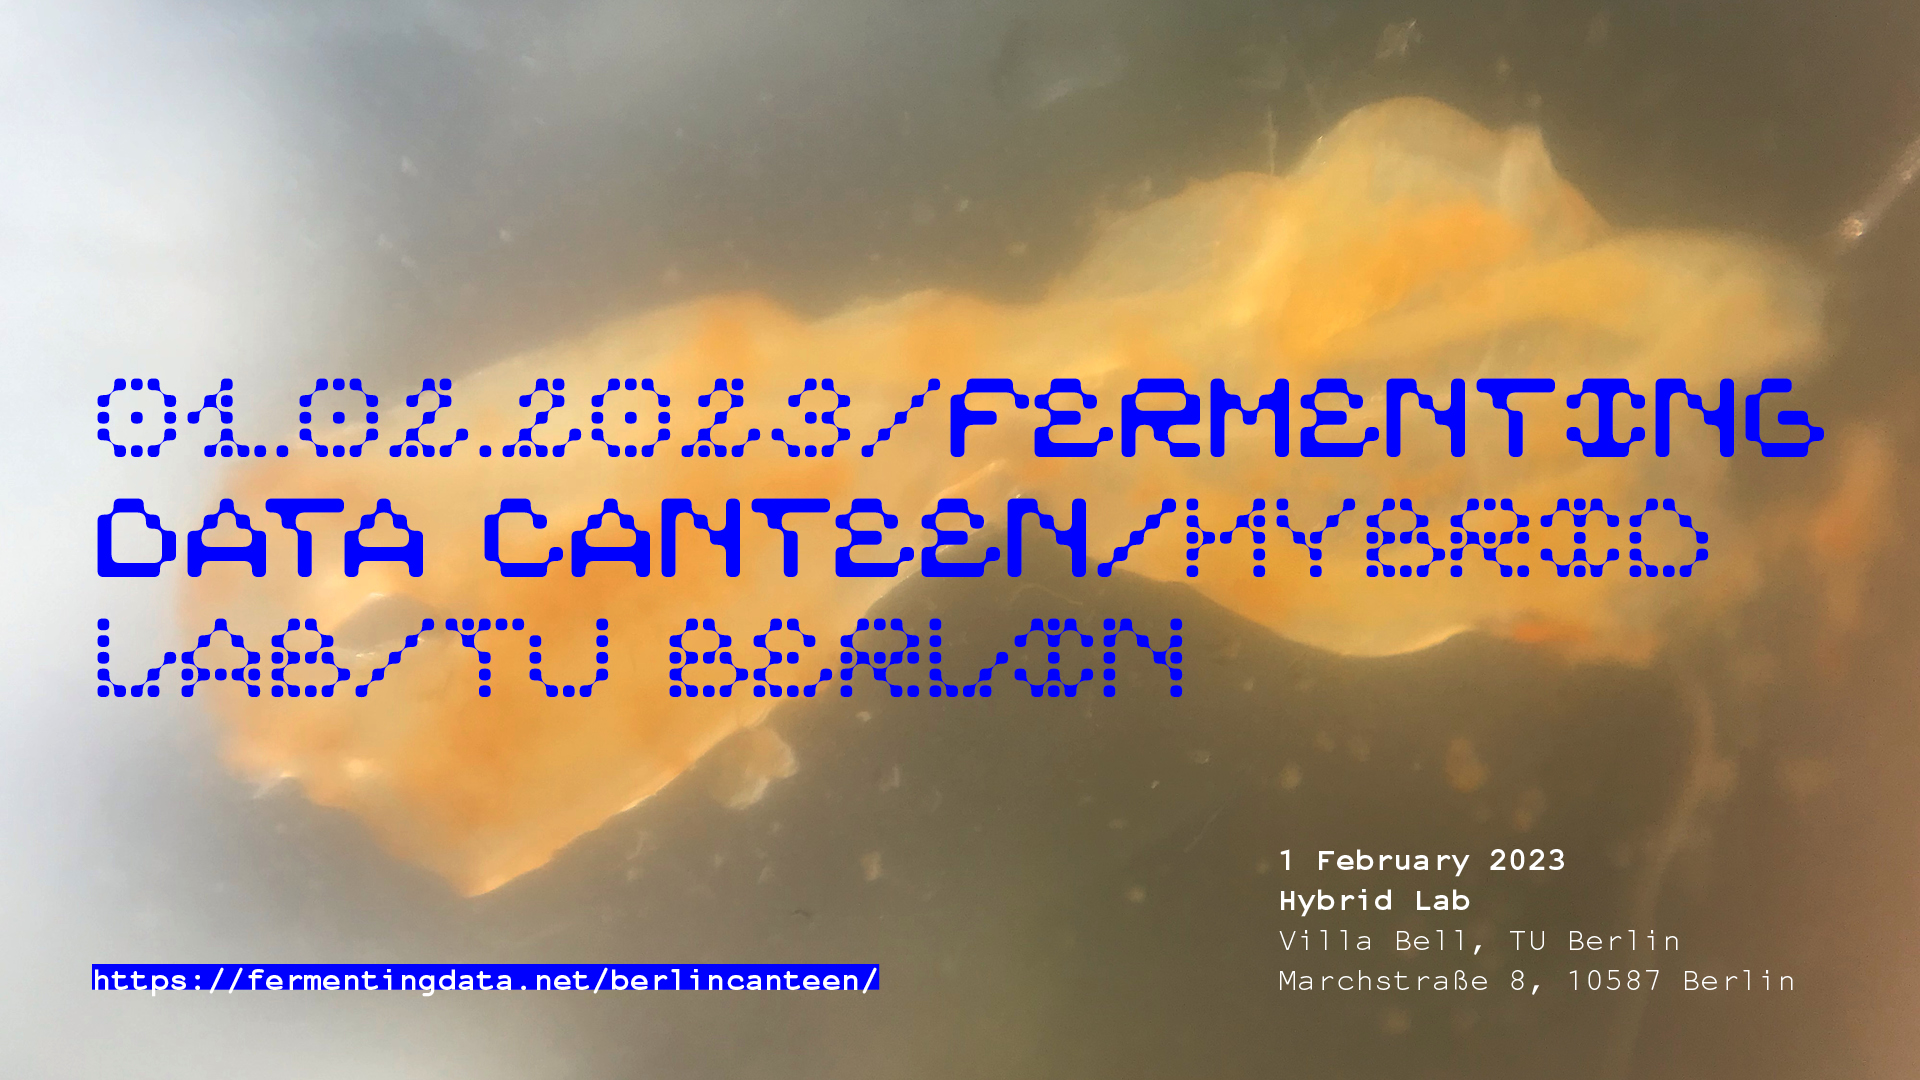 01.02.2023/FERMENTING
DATA CANTEEN/HYBRID
LAB/TU BERLIN
1 February 2023
Hybrid Lab
Villa Bell, TU Berlin
Marchstraße 8, 10587 Berlin
https://fermentingdata.net/berlincanteen/